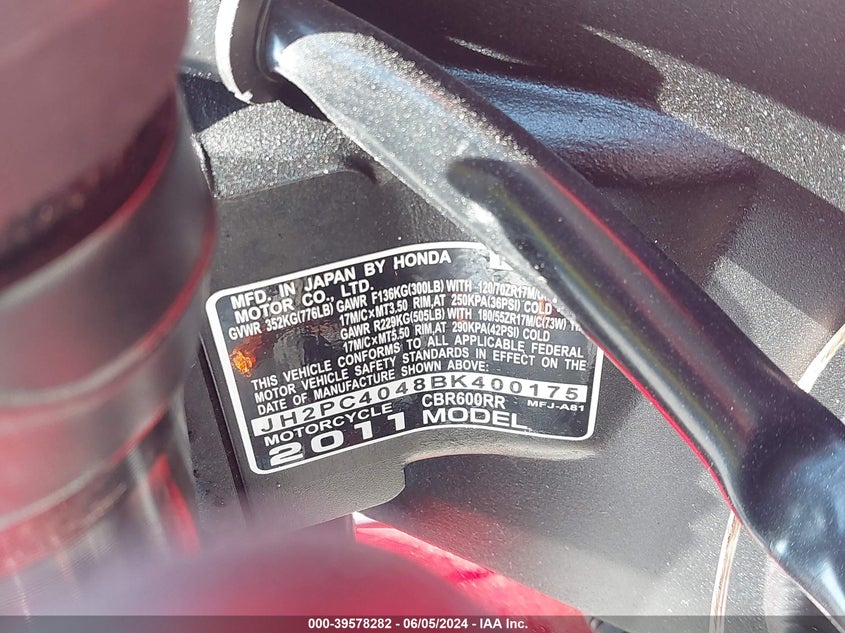 MFD. IN JAPAN BY HONDA
MOTOR CO., LTD.
GVWR 352KG(776LB) GAWR F136KG(300LB) WITH 120/70ZR17M/
17M/C×MT3.50 RIM,AT 250KPA(36PSI) COLD
GAWR R229KG(505LB) WITH 180/55ZR17M/C(73W)
17M/C×MT5.50 RIM,AT 290KPA(42PSI) COLD
THIS VEHICLE CONFORMS TO ALL APPLICABLE FEDERAL
MOTOR VEHICLE SAFETY STANDARDS IN EFFECT ON THE
DATE OF MANUFACTURE SHOWN ABOVE.
JH2PC4048BK400175
MOTORCYCLE CBR600RR MFJ-A81
2011 MODEL
000-39578282 - 06/05/2024 - IAA Inc.